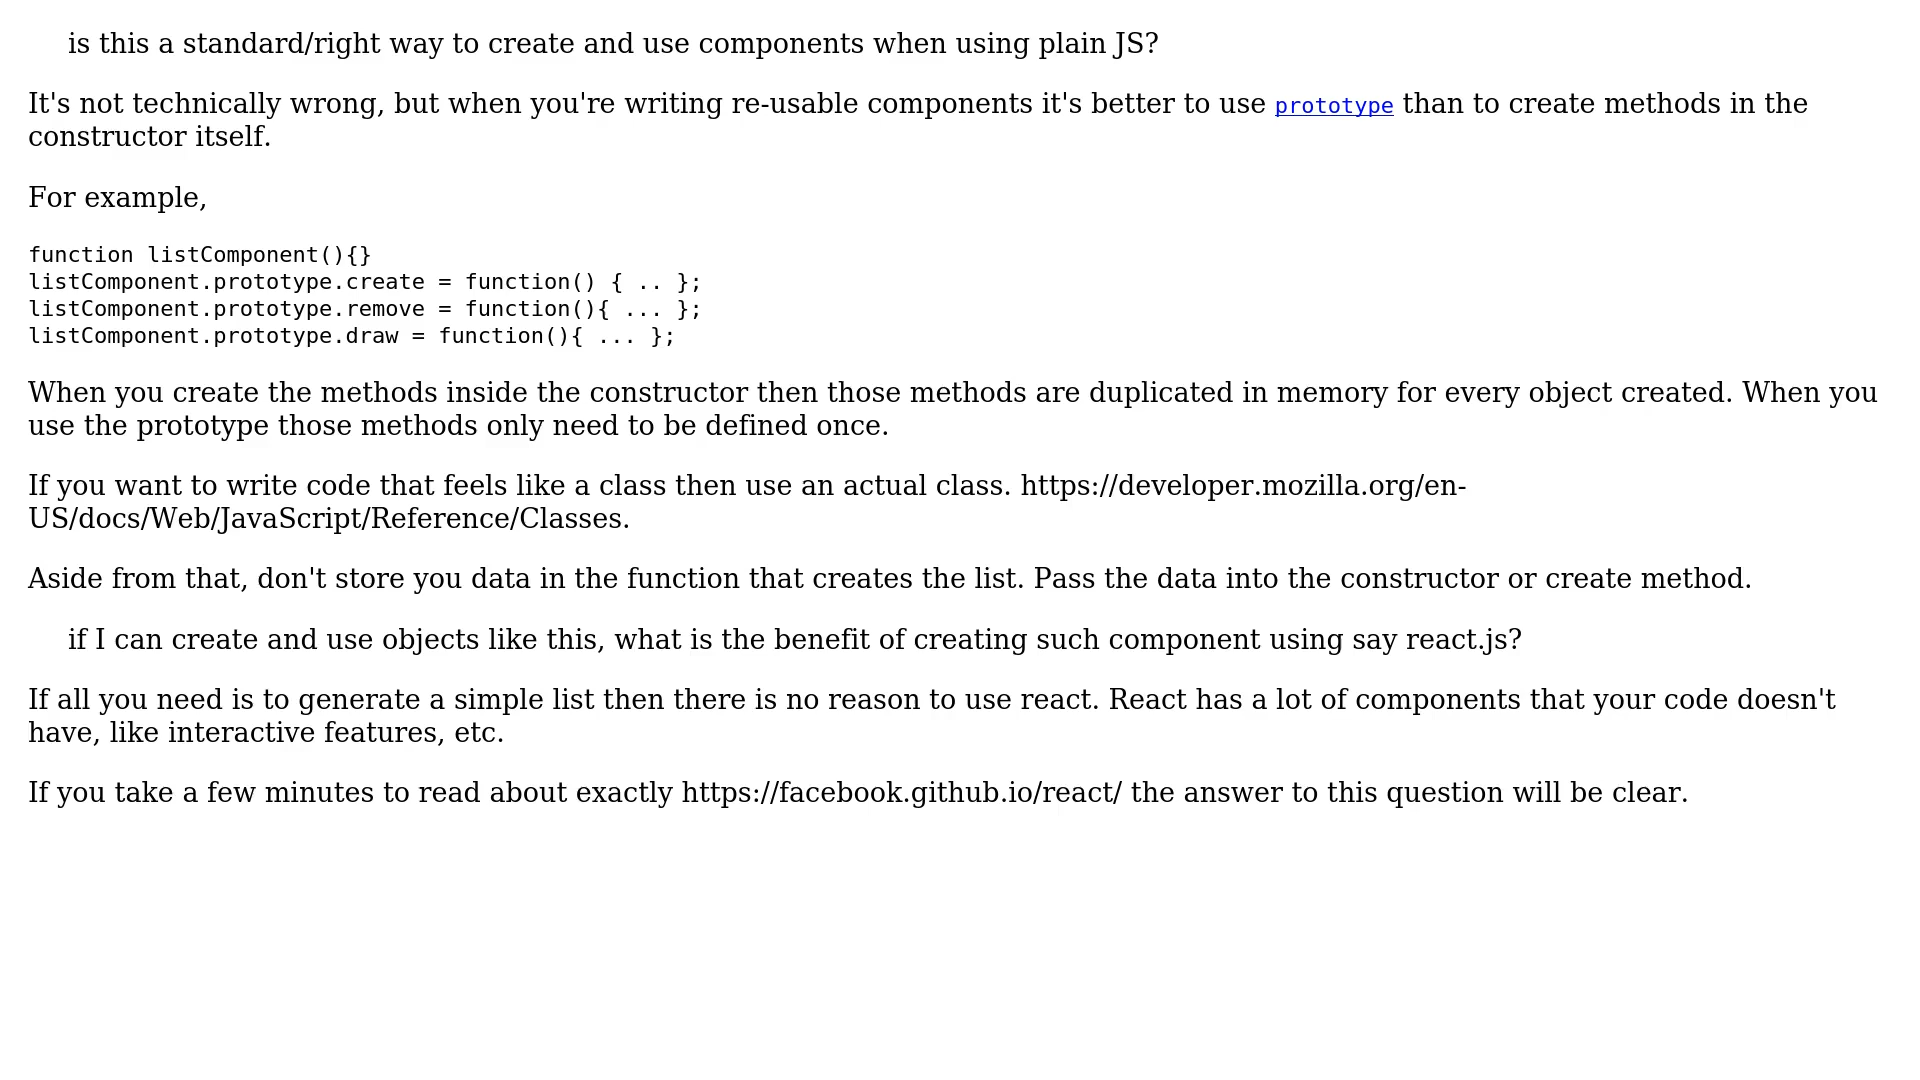 is this a standard/right way to create and use components when using plain JS?
It's not technically wrong, but when you're writing re-usable components it's better to use prototype than to create methods in the
constructor itself.
For example,
function listComponent(){}
listComponent.prototype.create = function() { .. };
listComponent.prototype.remove = function(){ ... };
listComponent.prototype.draw = function(){ ... };
When you create the methods inside the constructor then those methods are duplicated in memory for every object created. When you
use the prototype those methods only need to be defined once.
If you want to write code that feels like a class then use an actual class. https://developer.mozilla.org/en-
US/docs/Web/JavaScript/Reference/Classes.
Aside from that, don't store you data in the function that creates the list. Pass the data into the constructor or create method.
if I can create and use objects like this, what is the benefit of creating such component using say react.js?
If all you need is to generate a simple list then there is no reason to use react. React has a lot of components that your code doesn't
have, like interactive features, etc.
If you take a few minutes to read about exactly https://facebook.github.io/react/ the answer to this question will be clear.